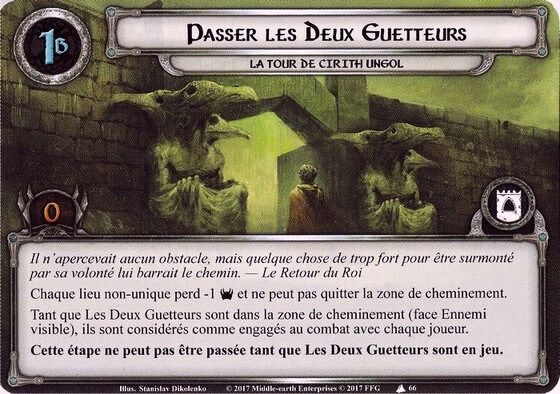 1B
PASSER LES DEUX GUETTEURS
LA TOUR DE CIRITH UNGOL
0
Il n'apercevait aucun obstacle, mais quelque chose de trop fort pour être surmonté
par sa volonté lui barrait le chemin. — Le Retour du Roi
Chaque lieu non-unique perd -1 et ne peut pas quitter la zone de cheminement.
Tant que Les Deux Guetteurs sont dans la zone de cheminement (face Ennemi
visible), ils sont considérés comme engagés au combat avec chaque joueur.
Cette étape ne peut pas être passée tant que Les Deux Guetteurs sont en jeu.
Illus. Stanislav Dikolenko © 2017 Middle-earth Enterprises © 2017 FFG 66